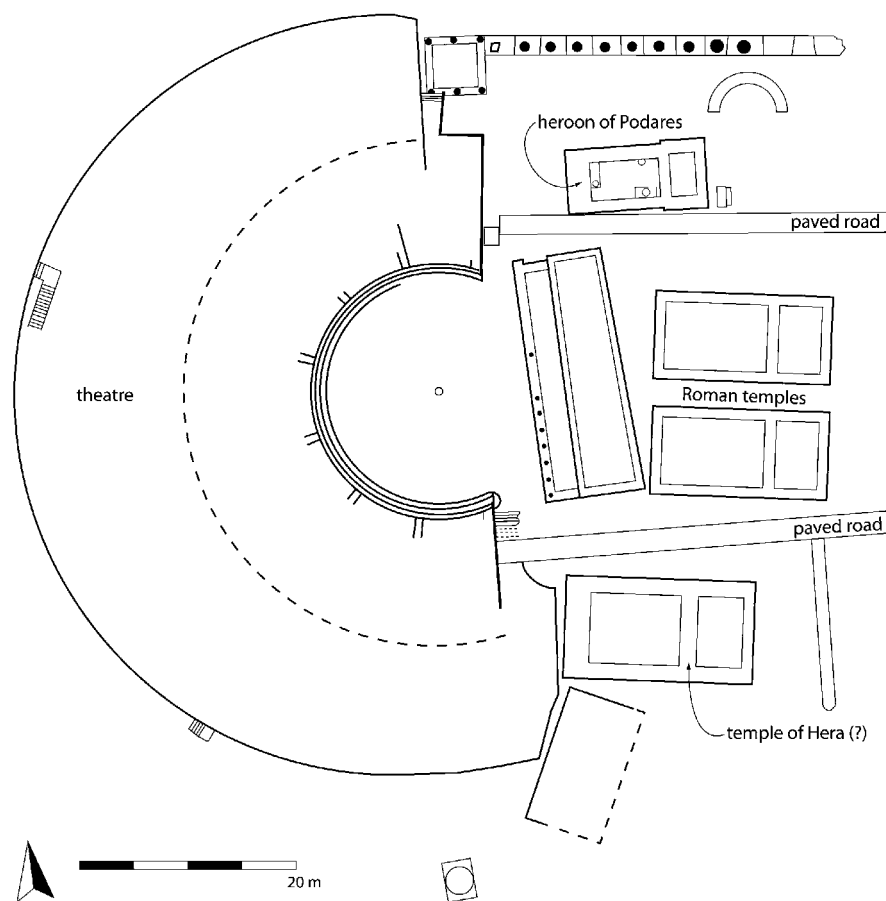 heroon of Podares
paved road
theatre
Roman temples
paved road
temple of Hera (?)
20 m